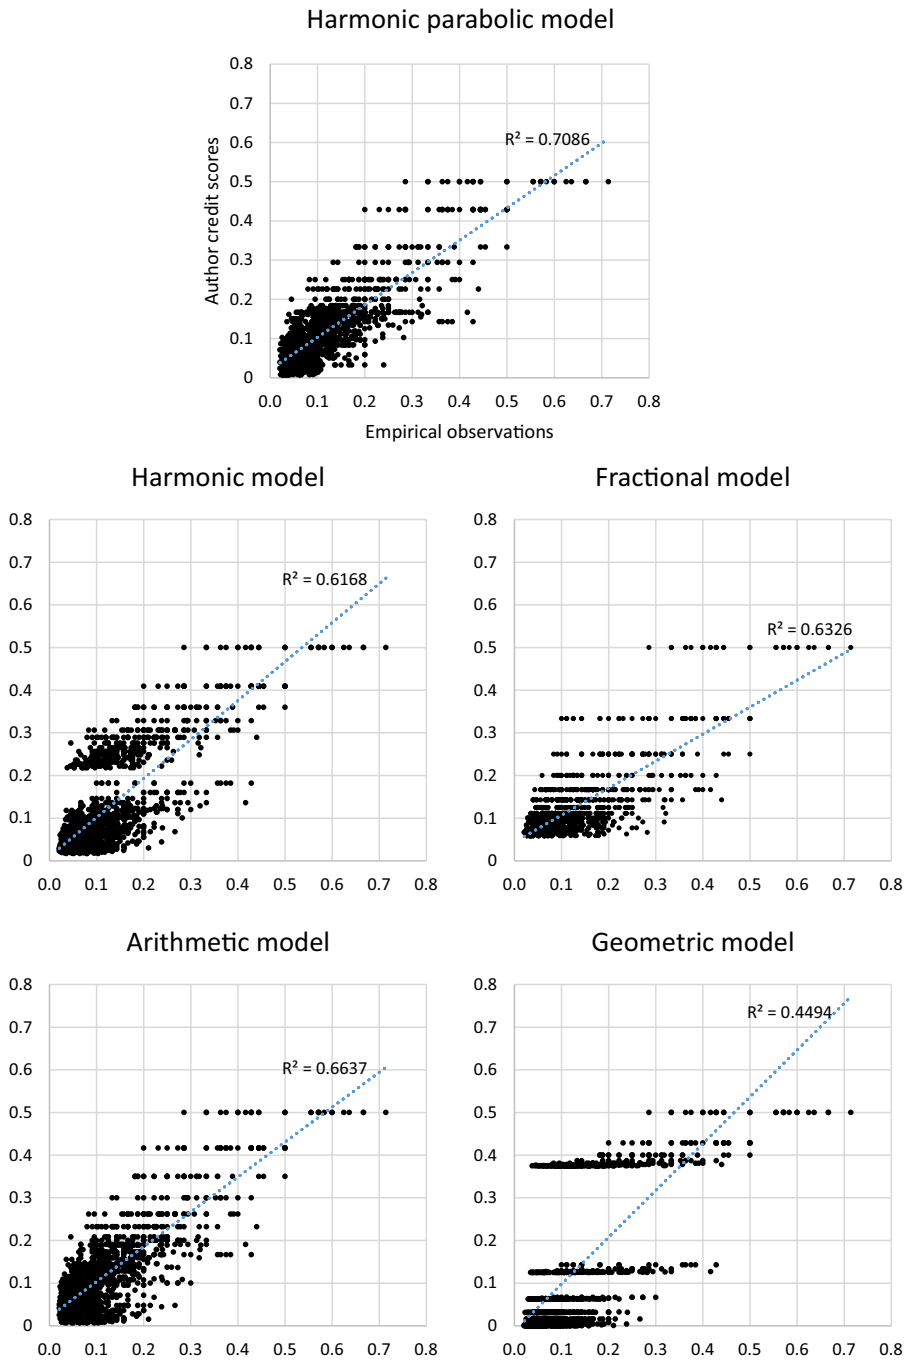 Harmonic parabolic model
0.8
0.7
0.6
0.5
0.4
0.3
0.2
0.1
0
Author credit scores
R² = 0.7086
0.0 0.1 0.2 0.3 0.4 0.5 0.6 0.7 0.8
Empirical observations
Harmonic model
0.8
0.7
0.6
0.5
0.4
0.3
0.2
0.1
0
R² = 0.6168
0.0 0.1 0.2 0.3 0.4 0.5 0.6 0.7 0.8
Fractional model
0.8
0.7
0.6
0.5
0.4
0.3
0.2
0.1
0
R² = 0.6326
0.0 0.1 0.2 0.3 0.4 0.5 0.6 0.7 0.8
Arithmetic model
0.8
0.7
0.6
0.5
0.4
0.3
0.2
0.1
0
R² = 0.6637
0.0 0.1 0.2 0.3 0.4 0.5 0.6 0.7 0.8
Geometric model
0.8
0.7
0.6
0.5
0.4
0.3
0.2
0.1
0
R² = 0.4494
0.0 0.1 0.2 0.3 0.4 0.5 0.6 0.7 0.8